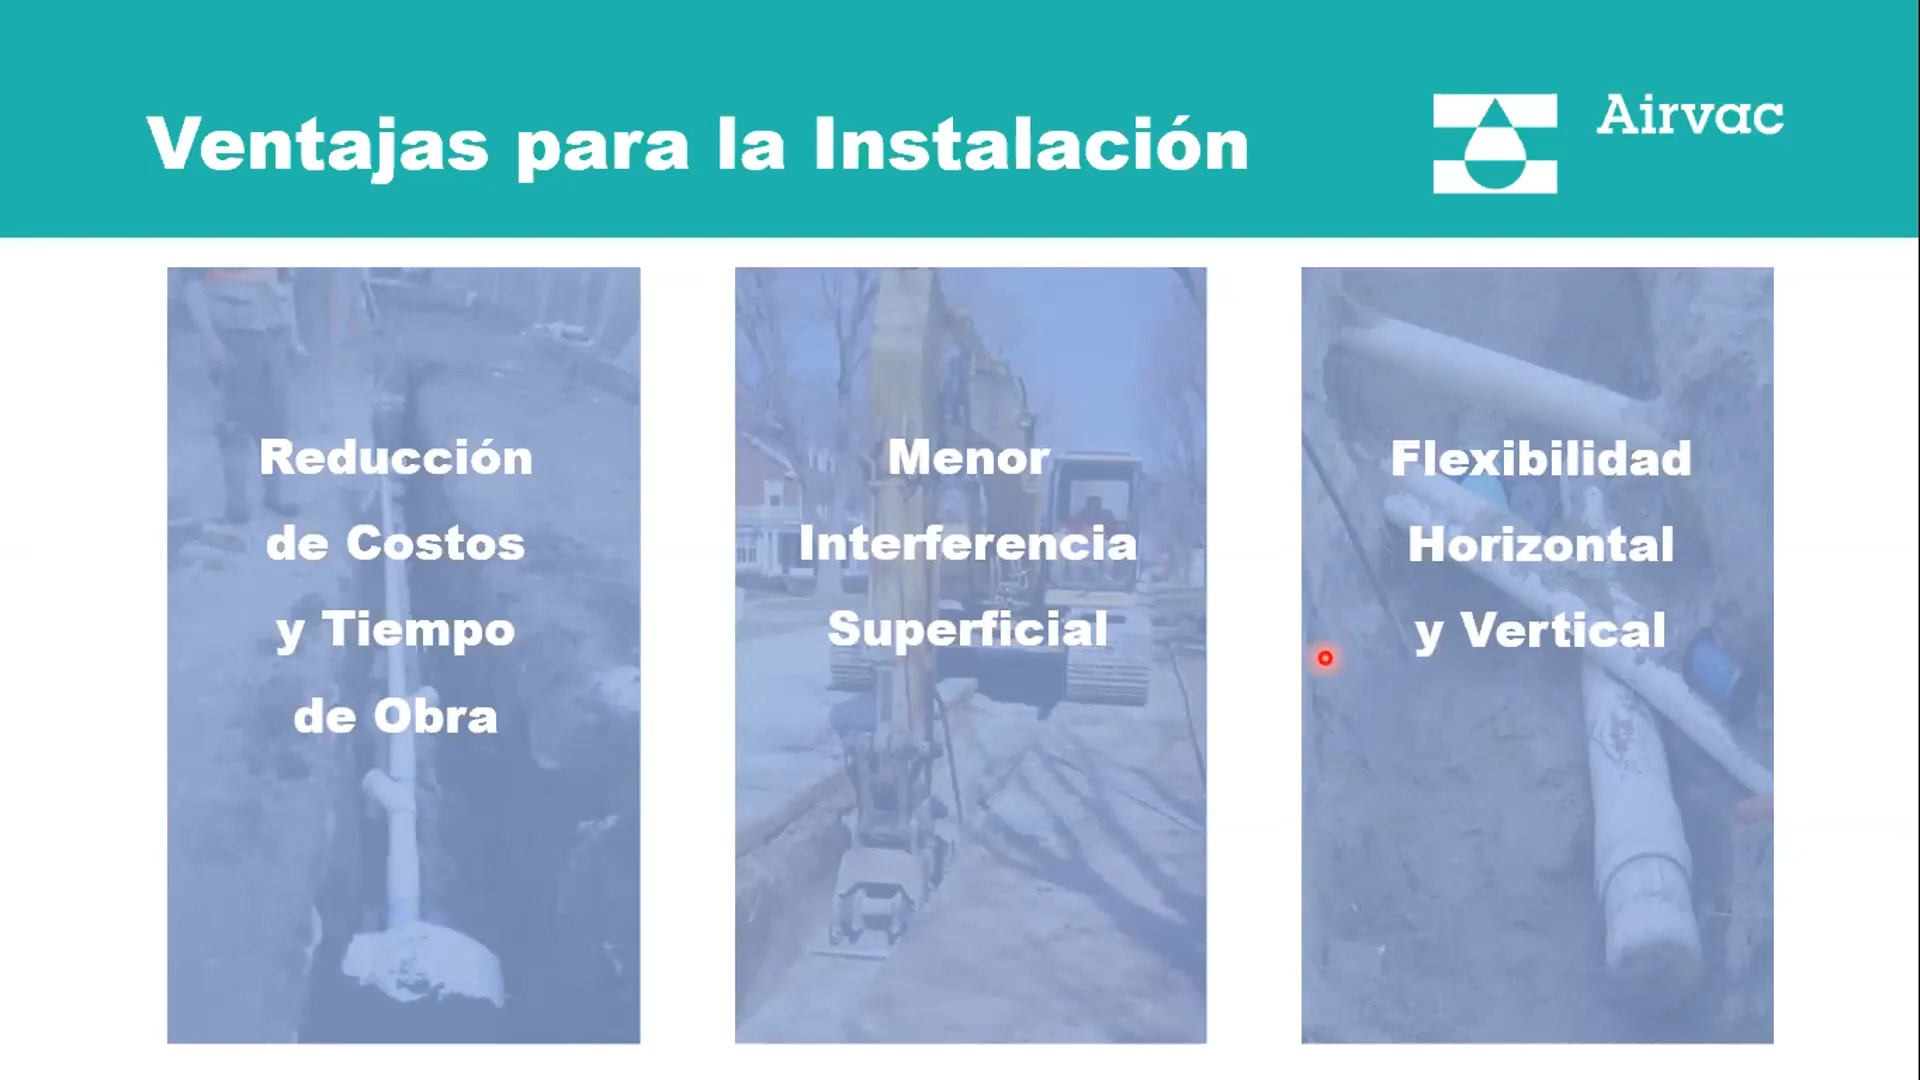 Ventajas para la Instalación
Airvac
Reducción
de Costos
y Tiempo
de Obra
Menor
Interferencia
Superficial
Flexibilidad
Horizontal
y Vertical